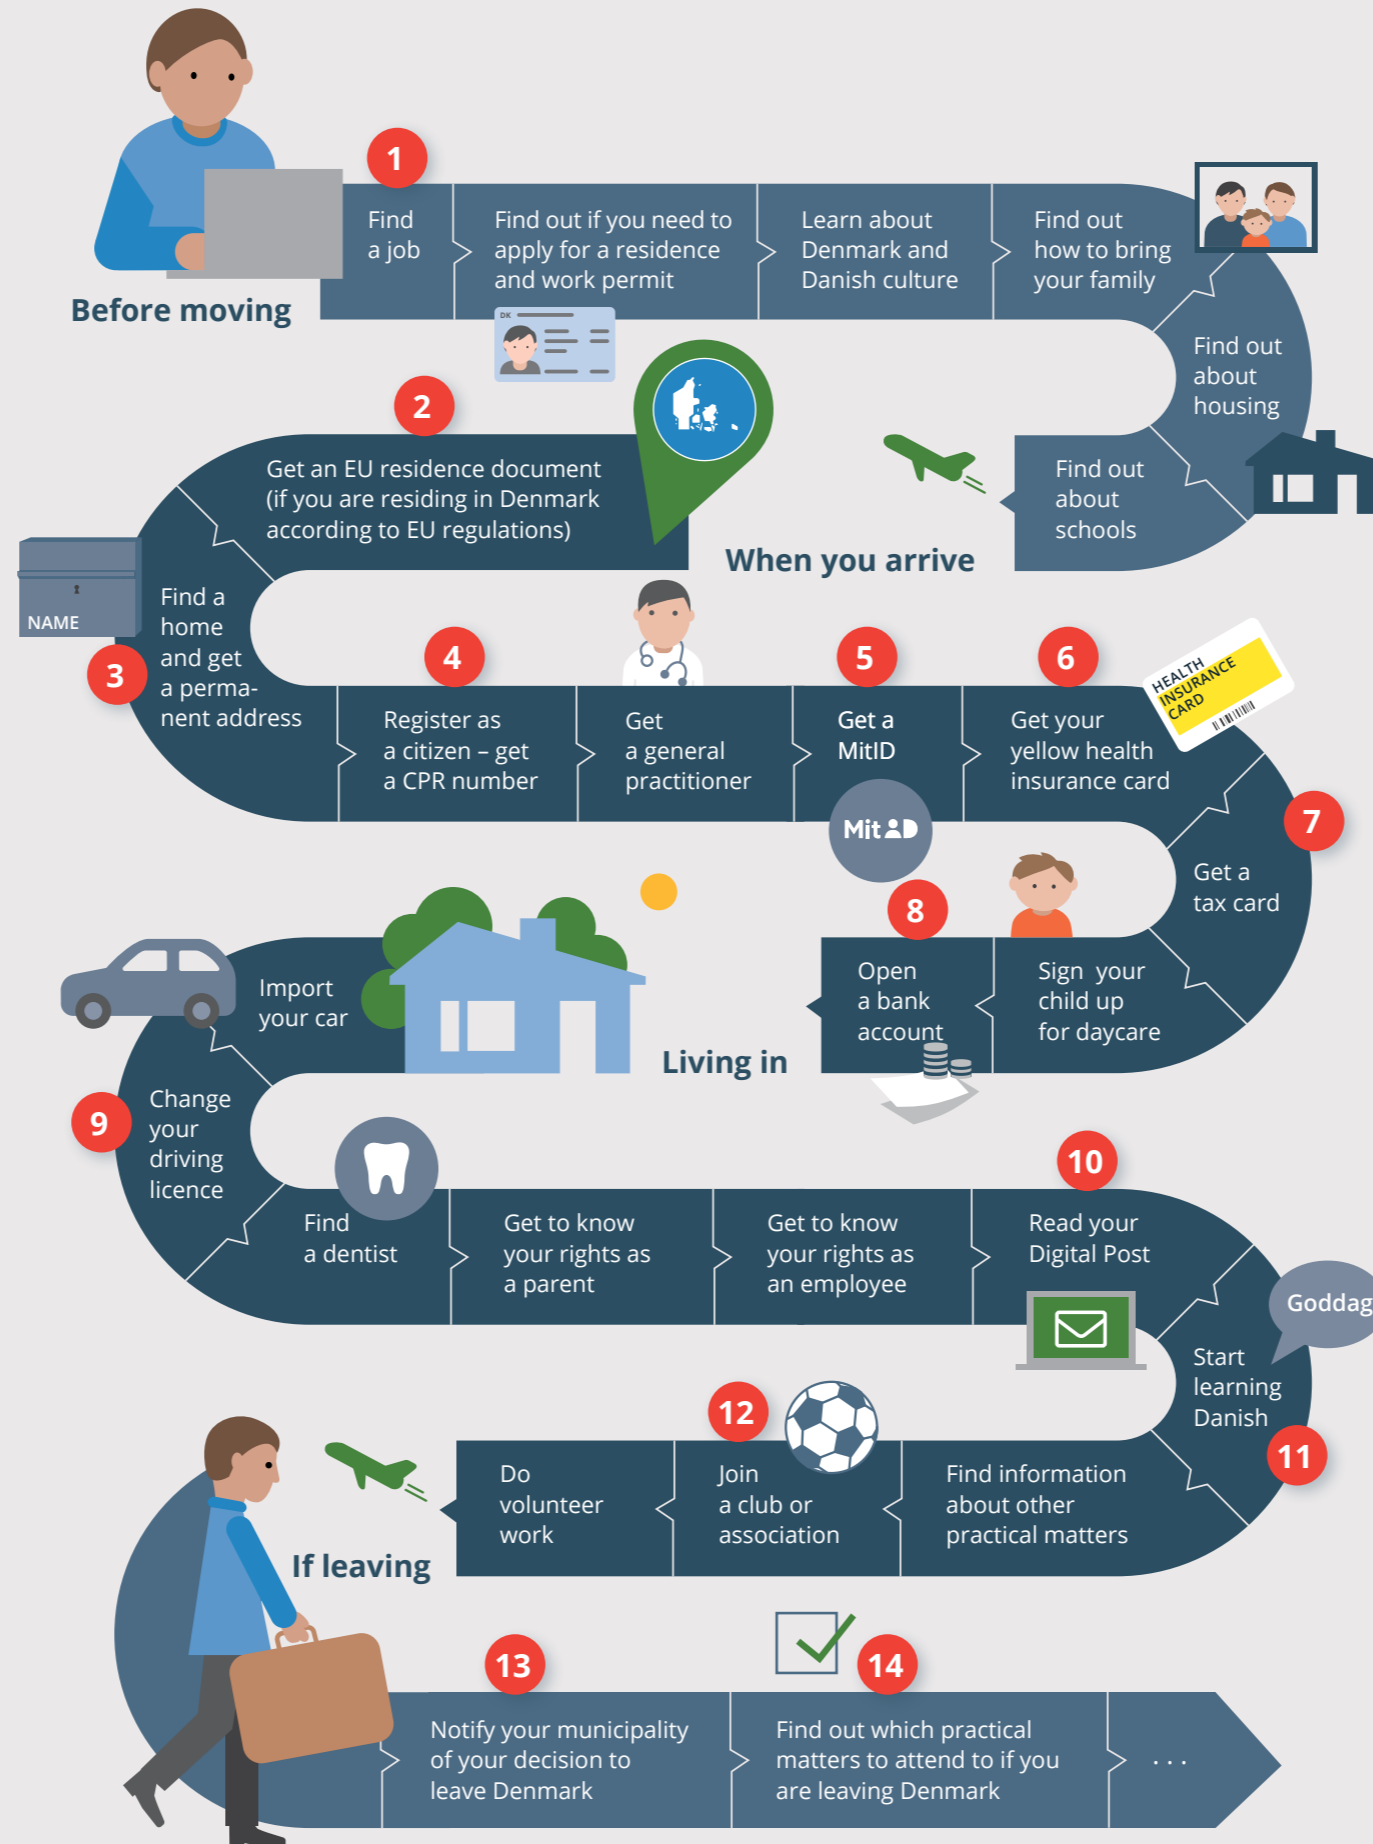 1
Find
a job
Find out if you need to
apply for a residence
and work permit
Learn about
Denmark and
Danish culture
Find out
how to bring
your family
Before moving
DK
Find out
about
housing
Find out
about
schools
When you arrive
2
Get an EU residence document
(if you are residing in Denmark
according to EU regulations)
NAME
3
Find a
home
and get
a perma-
nent address
4
Register as
a citizen – get
a CPR number
Get
a general
practitioner
5
Get a
MitID
MitID
6
Get your
yellow health
insurance card
HEALTH
INSURANCE
CARD
7
Get a
tax card
Sign your
child up
for daycare
8
Open
a bank
account
Living in
Import
your car
9
Change
your
driving
licence
Find
a dentist
Get to know
your rights as
a parent
Get to know
your rights as
an employee
10
Read your
Digital Post
Goddag
Start
learning
Danish
11
Find information
about other
practical matters
12
Join
a club or
association
Do
volunteer
work
If leaving
13
Notify your municipality
of your decision to
leave Denmark
14
Find out which practical
matters to attend to if you
are leaving Denmark
...